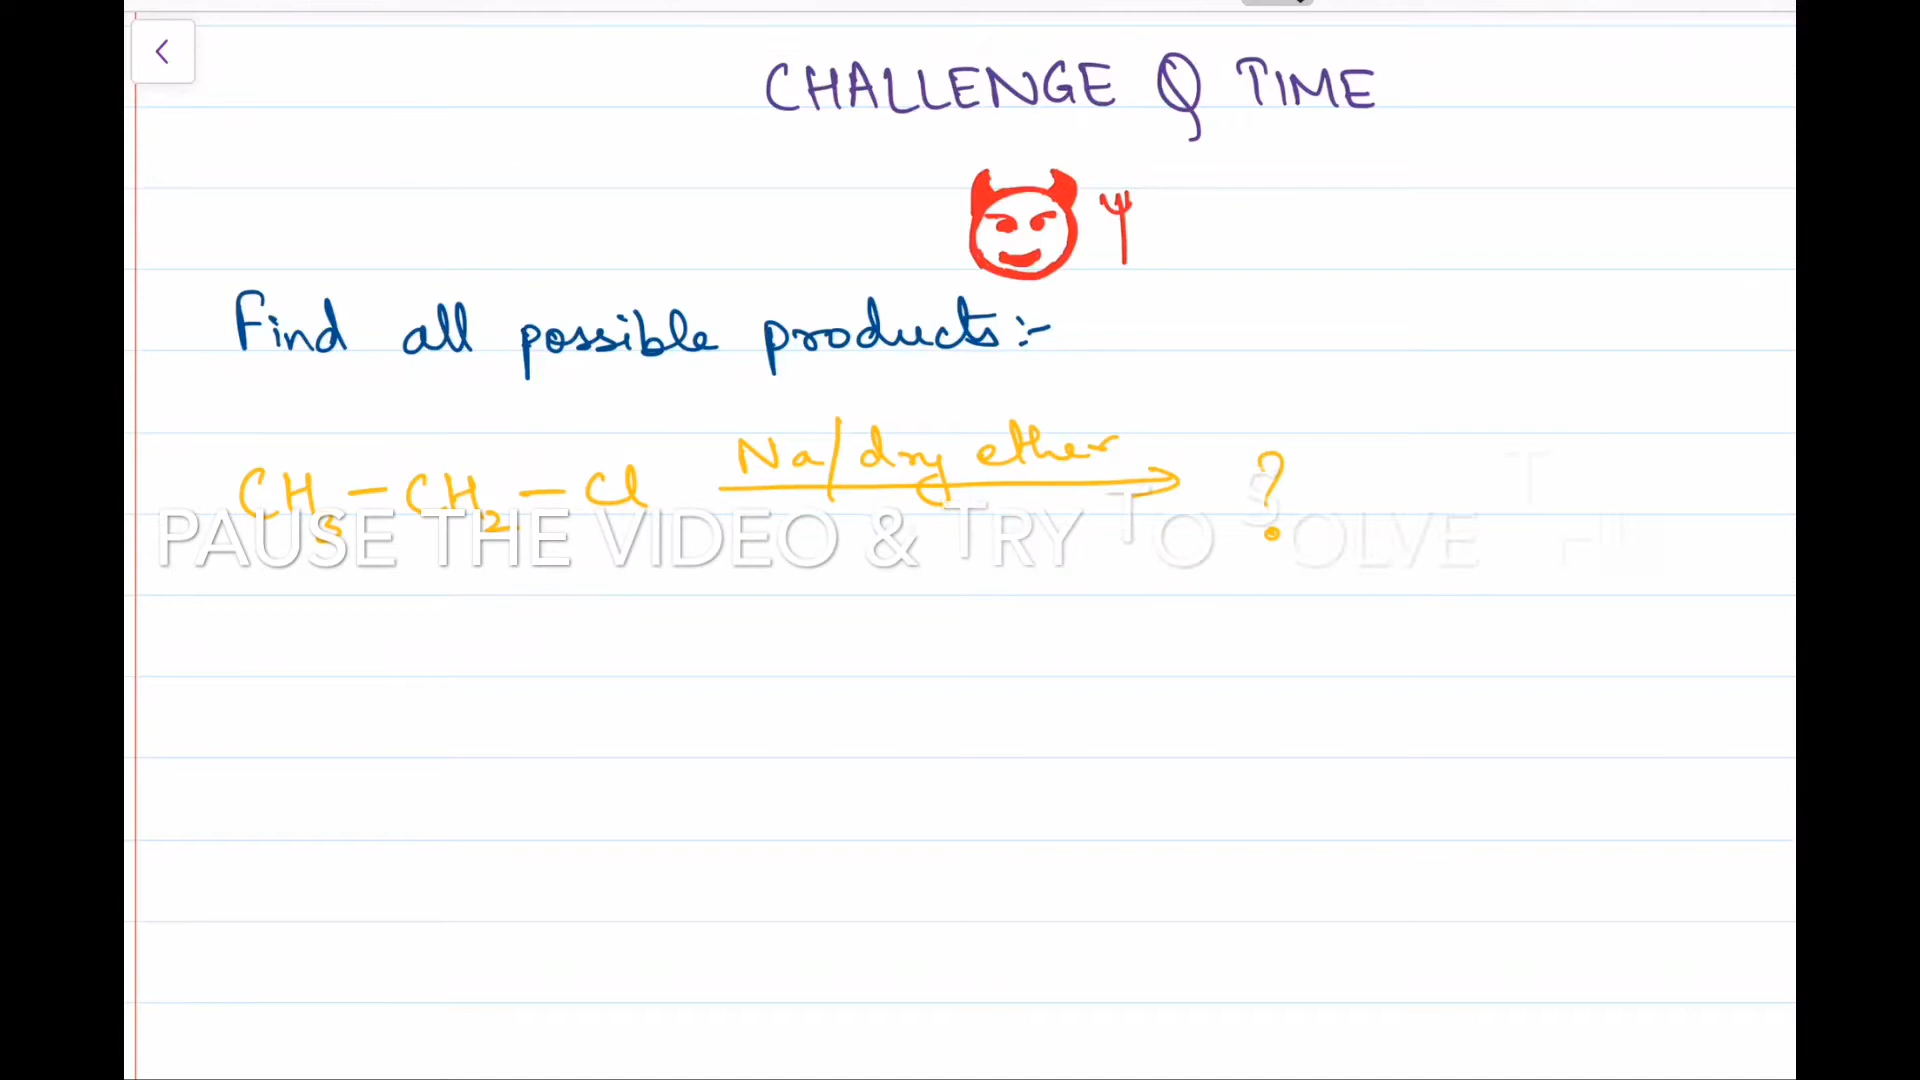 CHALLENGE Q TIME
Find all possible products:-
CH3-CH2-Cl Na/dry ether ?
PAUSE THE VIDEO & TRY TO SOLVE